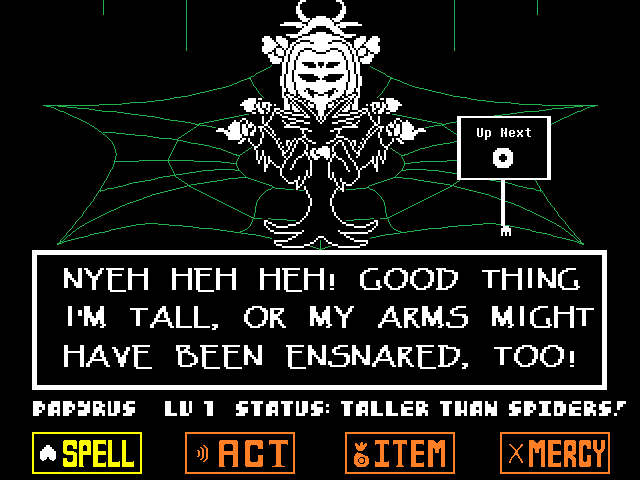 Up Next
NYEH HEH HEH! GOOD THING
I'M TALL, OR MY ARMS MIGHT
HAVE BEEN ENSNARED, TOO!
PAPYRUS LV 1 STATUS: TALLER THAN SPIDERS!
SPELL ACT ITEM MERCY